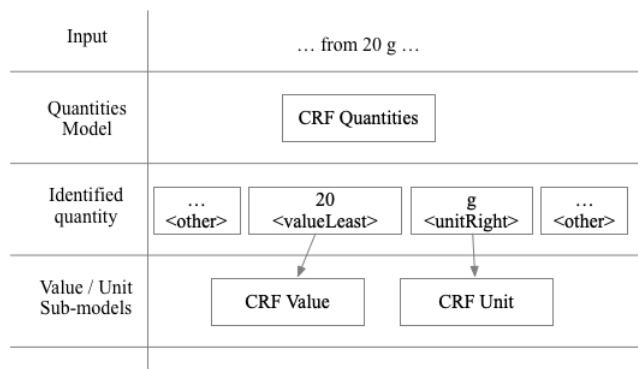 Input
… from 20 g …
Quantities
Model
CRF Quantities
Identified
quantity
…
<other>
20
<valueLeast>
g
<unitRight>
…
<other>
Value / Unit
Sub-models
CRF Value
CRF Unit